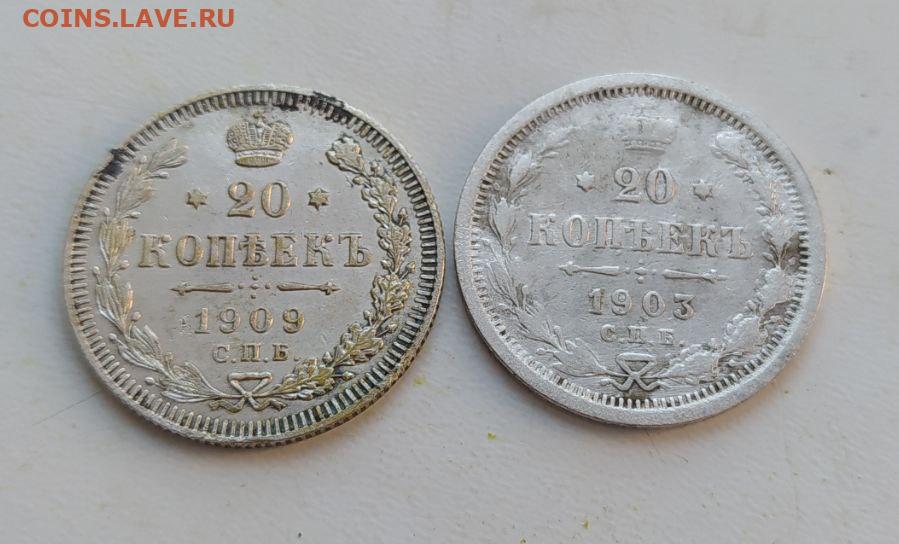 COINS.LAVE.RU
20
КОПѢЕКЪ
1909
С.П.Б.
20
КОПѢЕКЪ
1903
С.П.Б.